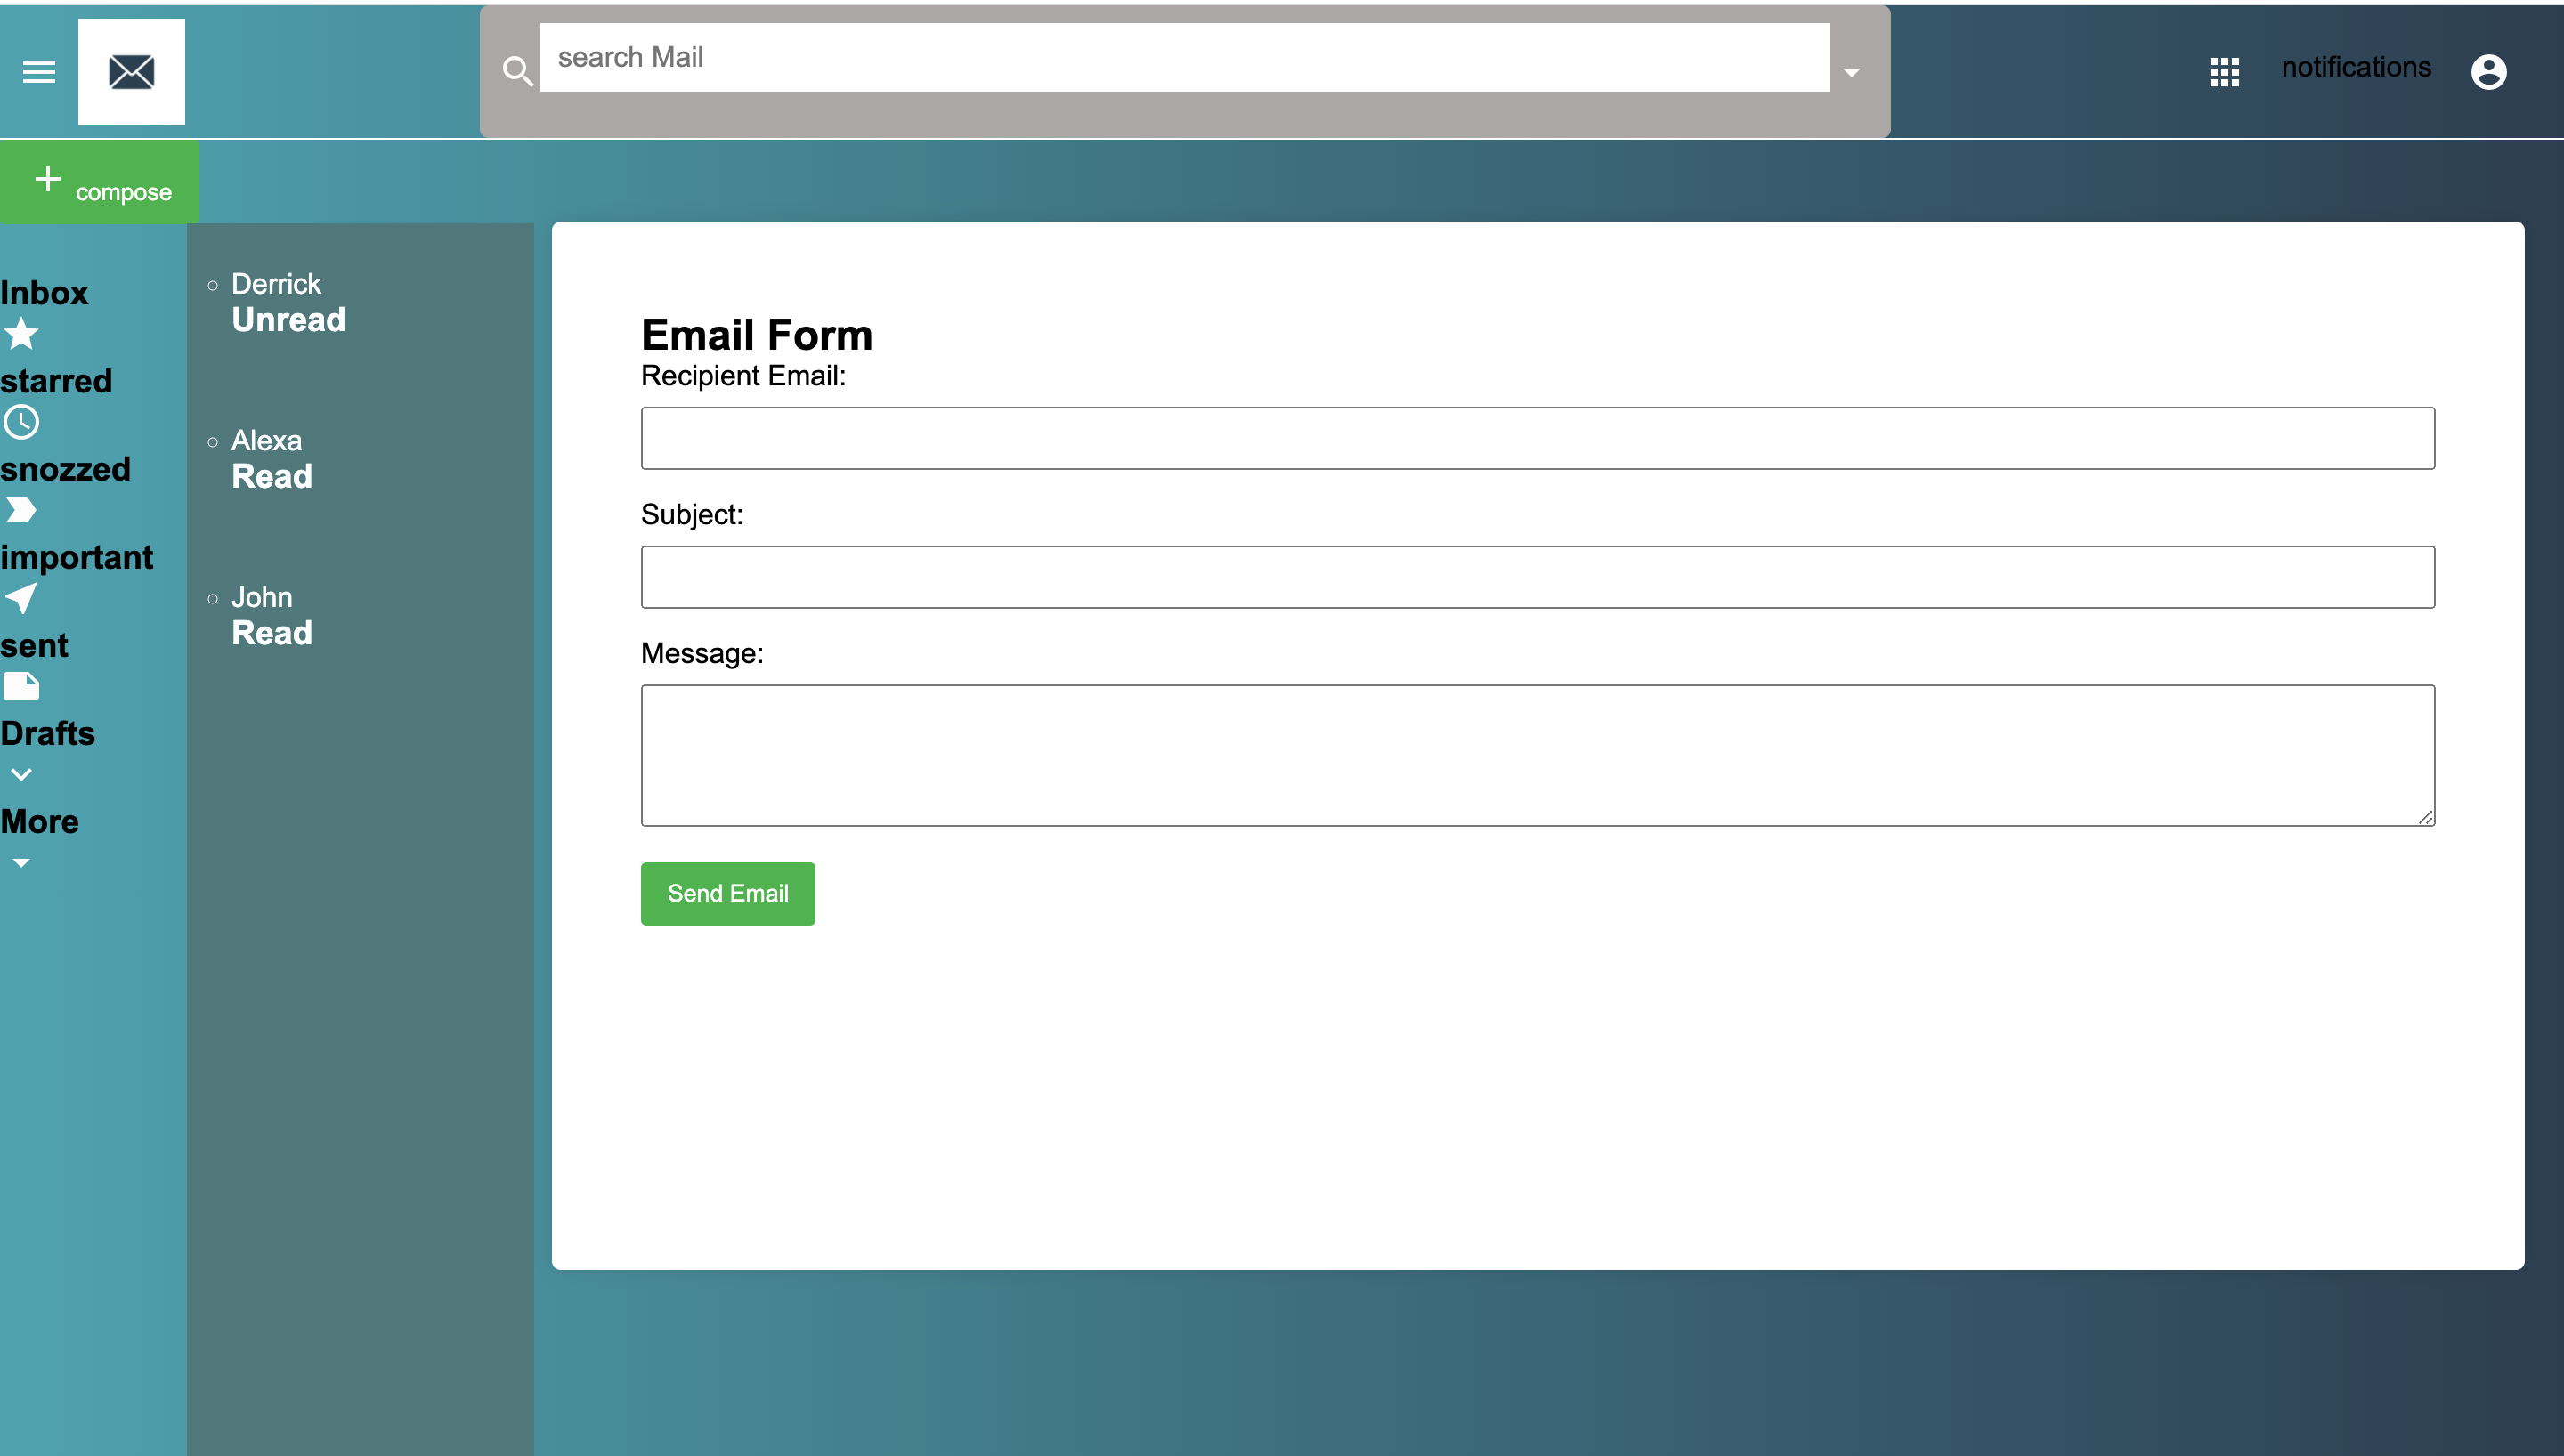 search Mail
notifications
compose
Inbox
starred
snozzed
important
sent
Drafts
More
Derrick
Unread
Alexa
Read
John
Read
Email Form
Recipient Email:
Subject:
Message:
Send Email